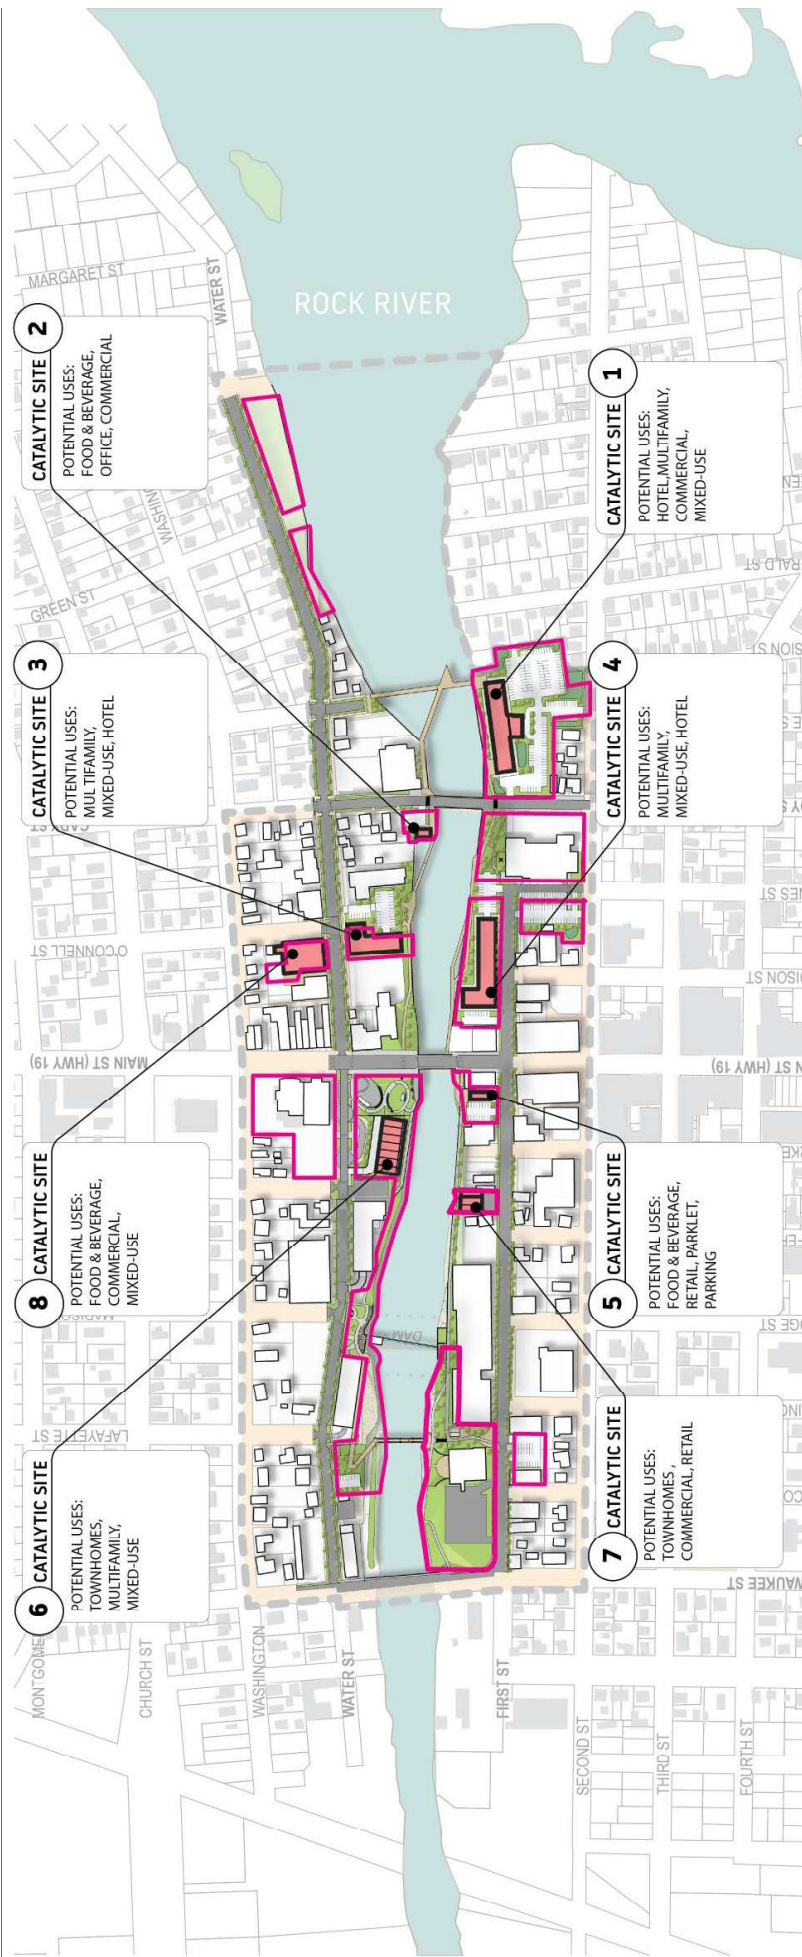 CATALYTIC SITE 2
POTENTIAL USES:
FOOD & BEVERAGE,
OFFICE, COMMERCIAL
CATALYTIC SITE 3
POTENTIAL USES:
MULTIFAMILY,
MIXED-USE, HOTEL
8 CATALYTIC SITE
POTENTIAL USES:
FOOD & BEVERAGE,
COMMERCIAL,
MIXED-USE
6 CATALYTIC SITE
POTENTIAL USES:
TOWNHOMES,
MULTIFAMILY,
MIXED-USE
CATALYTIC SITE 1
POTENTIAL USES:
HOTEL,MULTIFAMILY,
COMMERCIAL,
MIXED-USE
CATALYTIC SITE 4
POTENTIAL USES:
MULTIFAMILY,
MIXED-USE, HOTEL
5 CATALYTIC SITE
POTENTIAL USES:
FOOD & BEVERAGE,
RETAIL, PARKLET,
PARKING
7 CATALYTIC SITE
POTENTIAL USES:
TOWNHOMES ,
COMMERCIAL, RETAIL
ROCK RIVER
MARGARET ST
WATER ST
GREEN ST
O'CONNELL ST
MAIN ST (HWY 19)
LAFAYETTE ST
CHURCH ST
WASHINGTON
WATER ST
DAM
FIRST ST
SECOND ST
THIRD ST
FOURTH ST